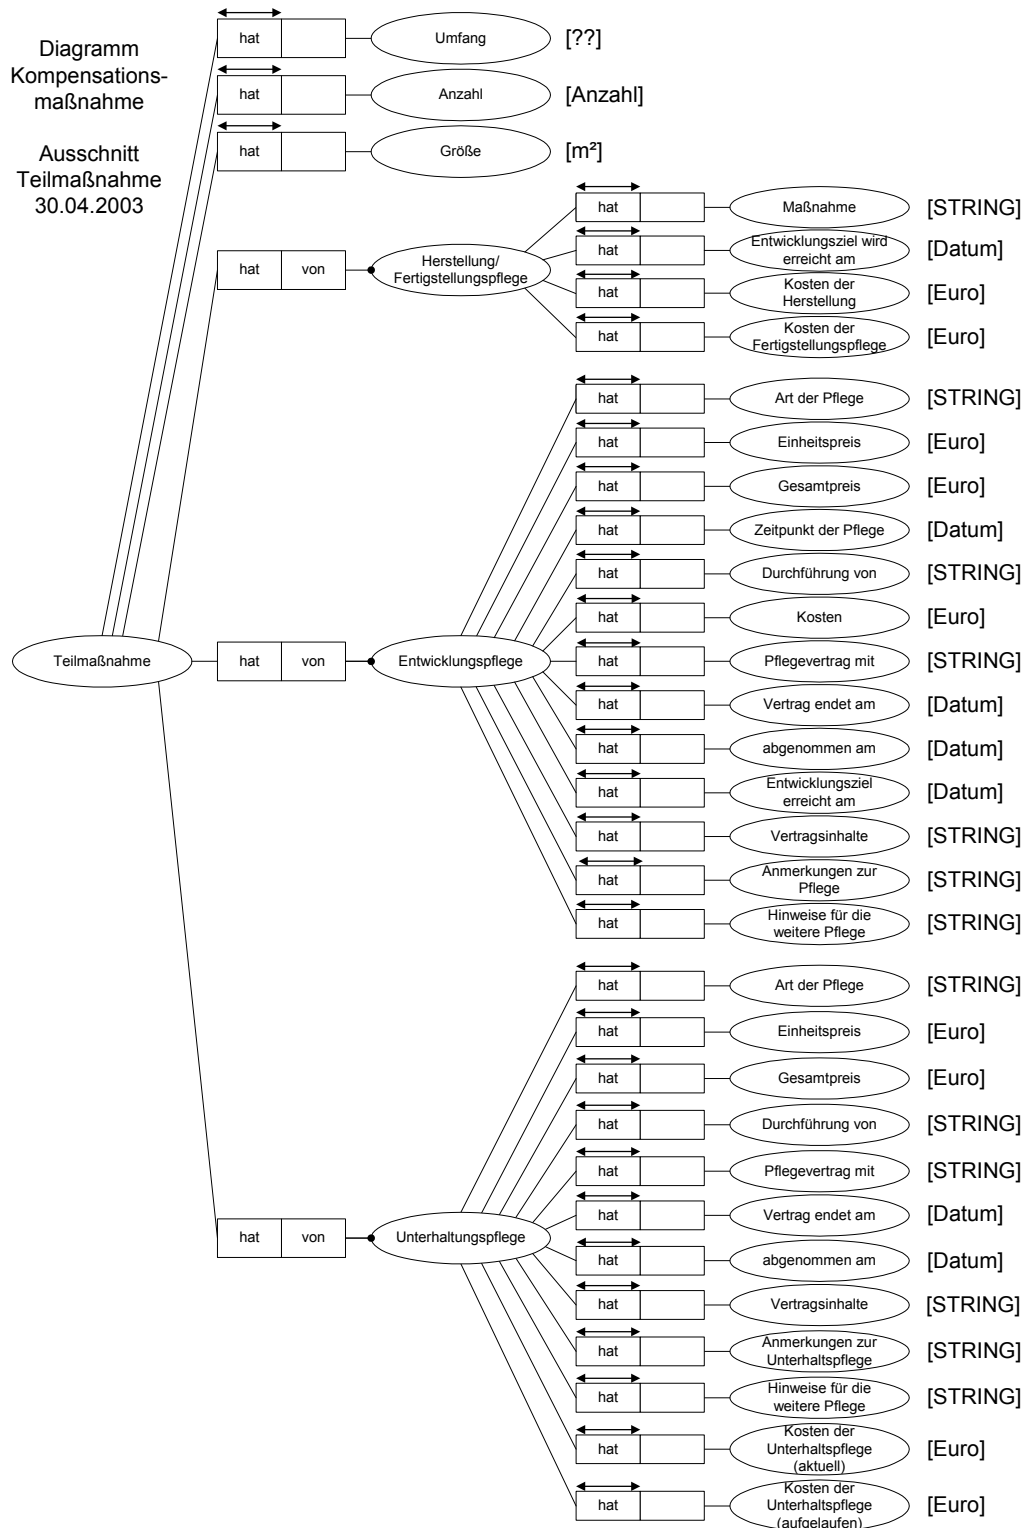 Diagramm
Kompensations-
maßnahme
Ausschnitt
Teilmaßnahme
30.04.2003
hat Umfang [??]
hat Anzahl [Anzahl]
hat Größe [m²]
hat von Herstellung/
Fertigstellungspflege
hat Maßnahme [STRING]
hat Entwicklungsziel wird
erreicht am [Datum]
hat Kosten der
Herstellung [Euro]
hat Kosten der
Fertigstellungspflege [Euro]
Teilmaßnahme
hat von Entwicklungspflege
hat Art der Pflege [STRING]
hat Einheitspreis [Euro]
hat Gesamtpreis [Euro]
hat Zeitpunkt der Pflege [Datum]
hat Durchführung von [STRING]
hat Kosten [Euro]
hat Pflegevertrag mit [STRING]
hat Vertrag endet am [Datum]
hat abgenommen am [Datum]
hat Entwicklungsziel
erreicht am [Datum]
hat Vertragsinhalte [STRING]
hat Anmerkungen zur
Pflege [STRING]
hat Hinweise für die
weitere Pflege [STRING]
hat von Unterhaltungspflege
hat Art der Pflege [STRING]
hat Einheitspreis [Euro]
hat Gesamtpreis [Euro]
hat Durchführung von [STRING]
hat Pflegevertrag mit [STRING]
hat Vertrag endet am [Datum]
hat abgenommen am [Datum]
hat Vertragsinhalte [STRING]
hat Anmerkungen zur
Unterhaltspflege [STRING]
hat Hinweise für die
weitere Pflege [STRING]
hat Kosten der
Unterhaltspflege
(aktuell) [Euro]
hat Kosten der
Unterhaltspflege
(aufgelaufen) [Euro]